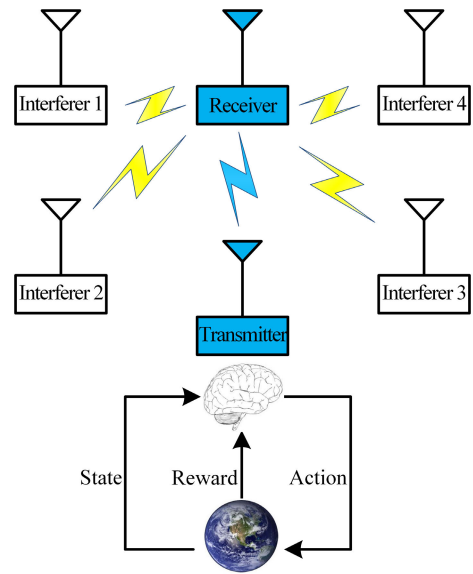 Interferer 1
Receiver
Interferer 4
Interferer 2
Interferer 3
Transmitter
State
Reward
Action